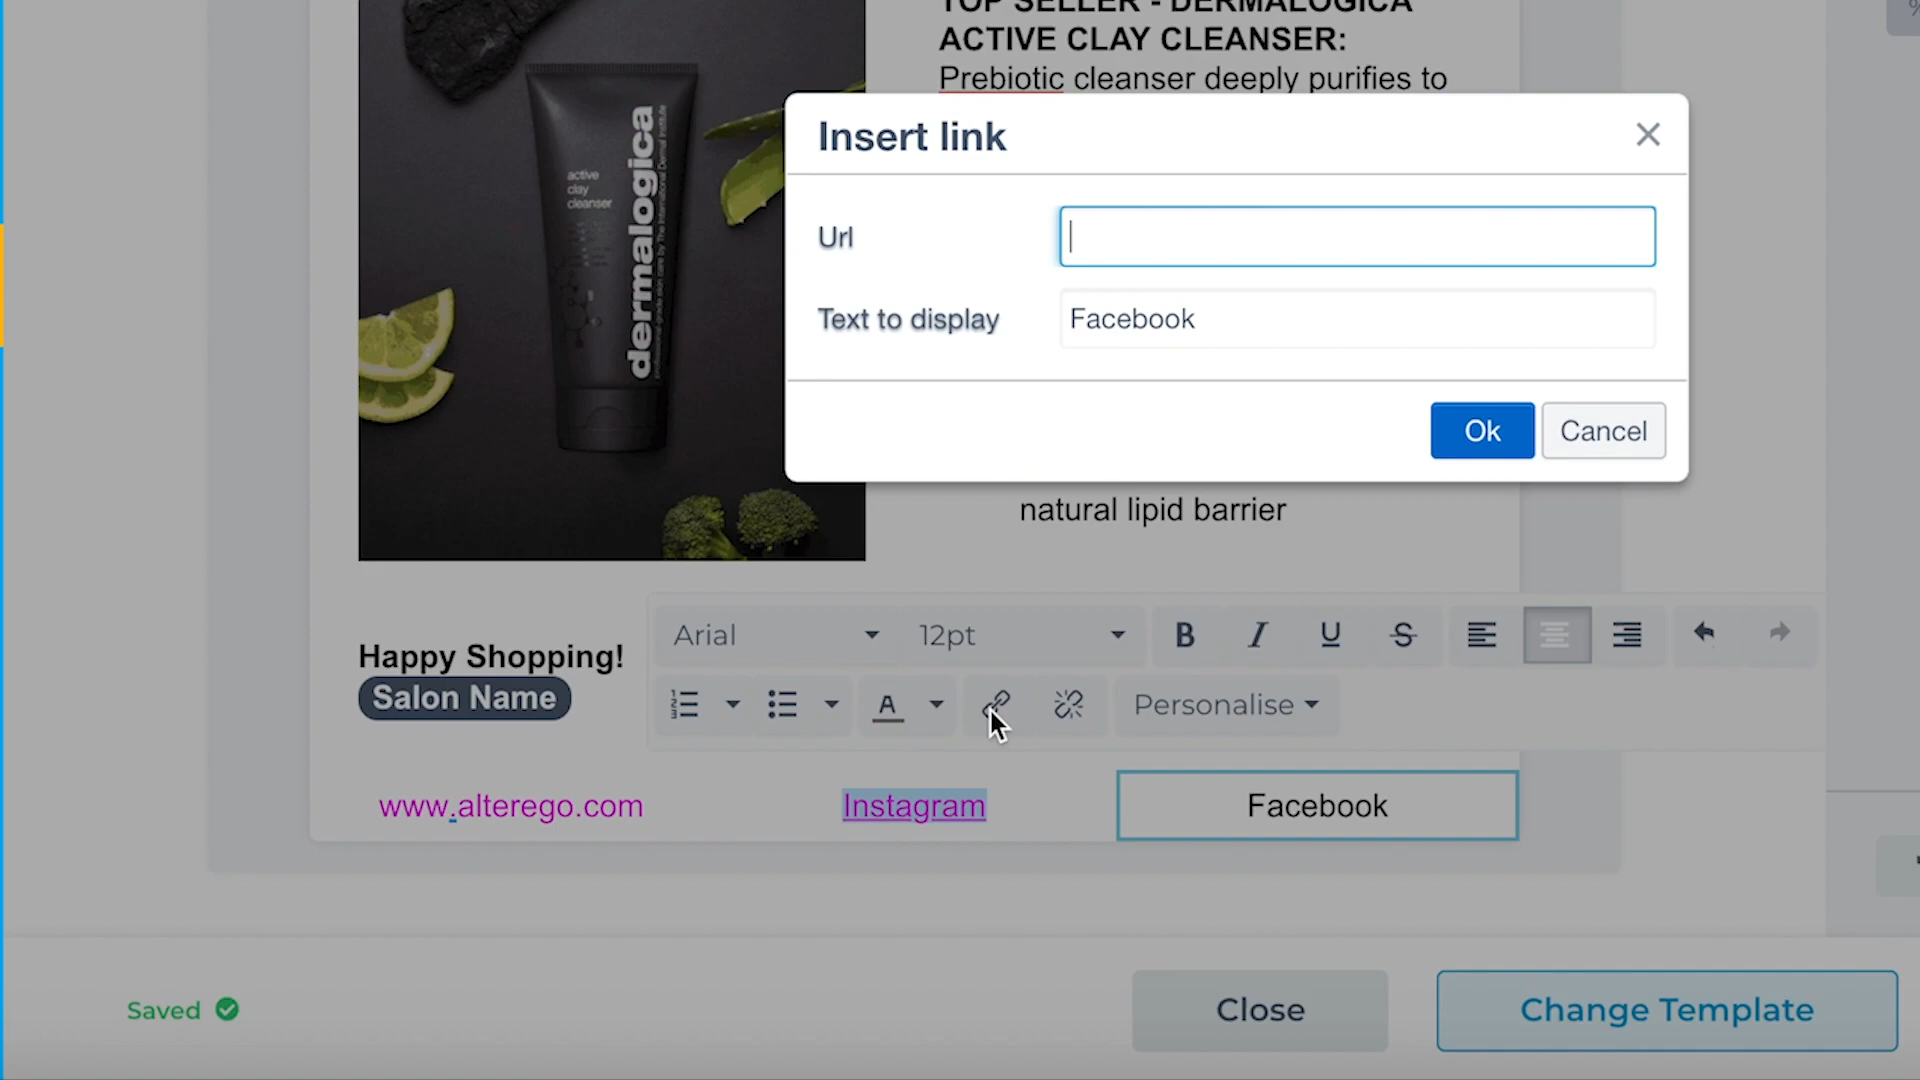 TOP SELLER - DERMALOGICA
ACTIVE CLAY CLEANSER:
Prebiotic cleanser deeply purifies to
active
clay
cleanser
dermalogica
Insert link
Url
Text to display
Facebook
Ok
Cancel
natural lipid barrier
Happy Shopping!
Salon Name
Arial
12pt
B I U S
A
Personalise
www.alterego.com
Instagram
Facebook
Saved
Close
Change Template